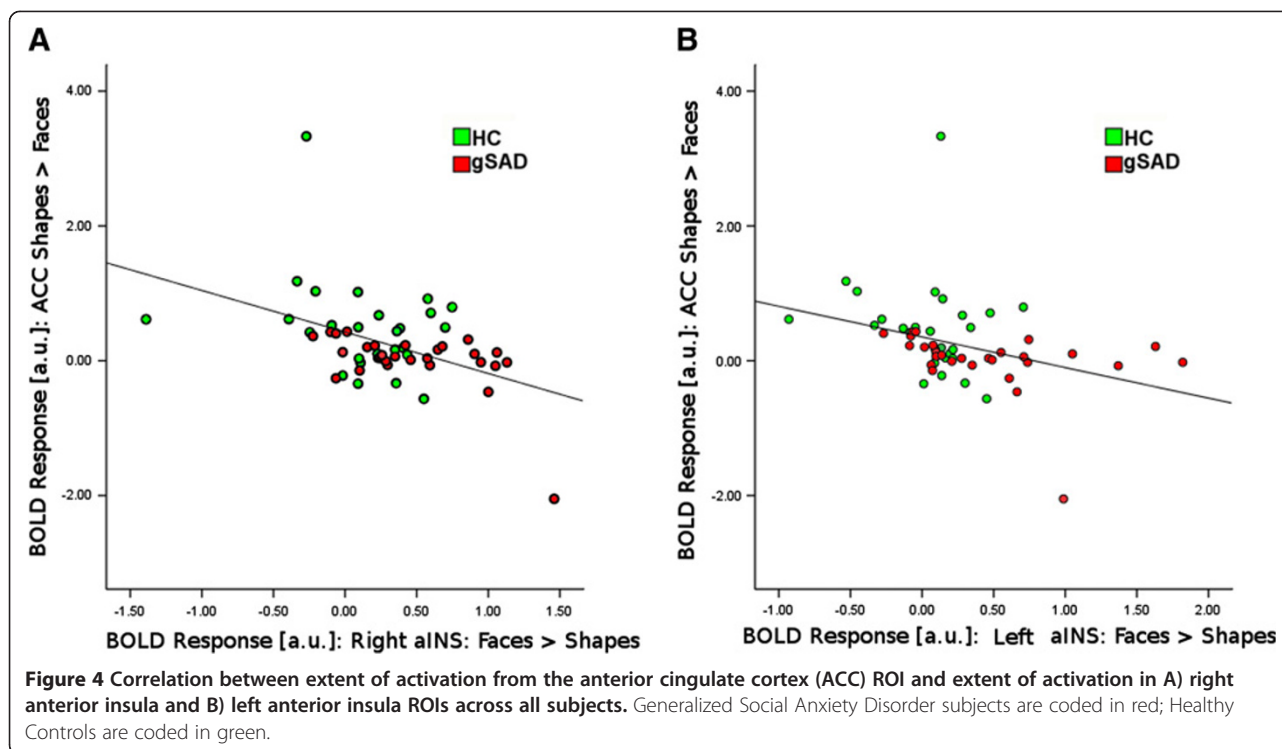 A
BOLD Response [a.u.]: ACC Shapes > Faces
4.00
2.00
0.00
-2.00
HC
gSAD
-1.50 -1.00 -0.50 0.00 0.50 1.00 1.50
BOLD Response [a.u.]: Right aINS: Faces > Shapes
B
BOLD Response [a.u.]: ACC Shapes > Faces
4.00
2.00
0.00
-2.00
HC
gSAD
-1.00 -0.50 0.00 0.50 1.00 1.50 2.00
BOLD Response [a.u.]: Left aINS: Faces > Shapes
Figure 4 Correlation between extent of activation from the anterior cingulate cortex (ACC) ROI and extent of activation in A) right
anterior insula and B) left anterior insula ROIs across all subjects. Generalized Social Anxiety Disorder subjects are coded in red; Healthy
Controls are coded in green.